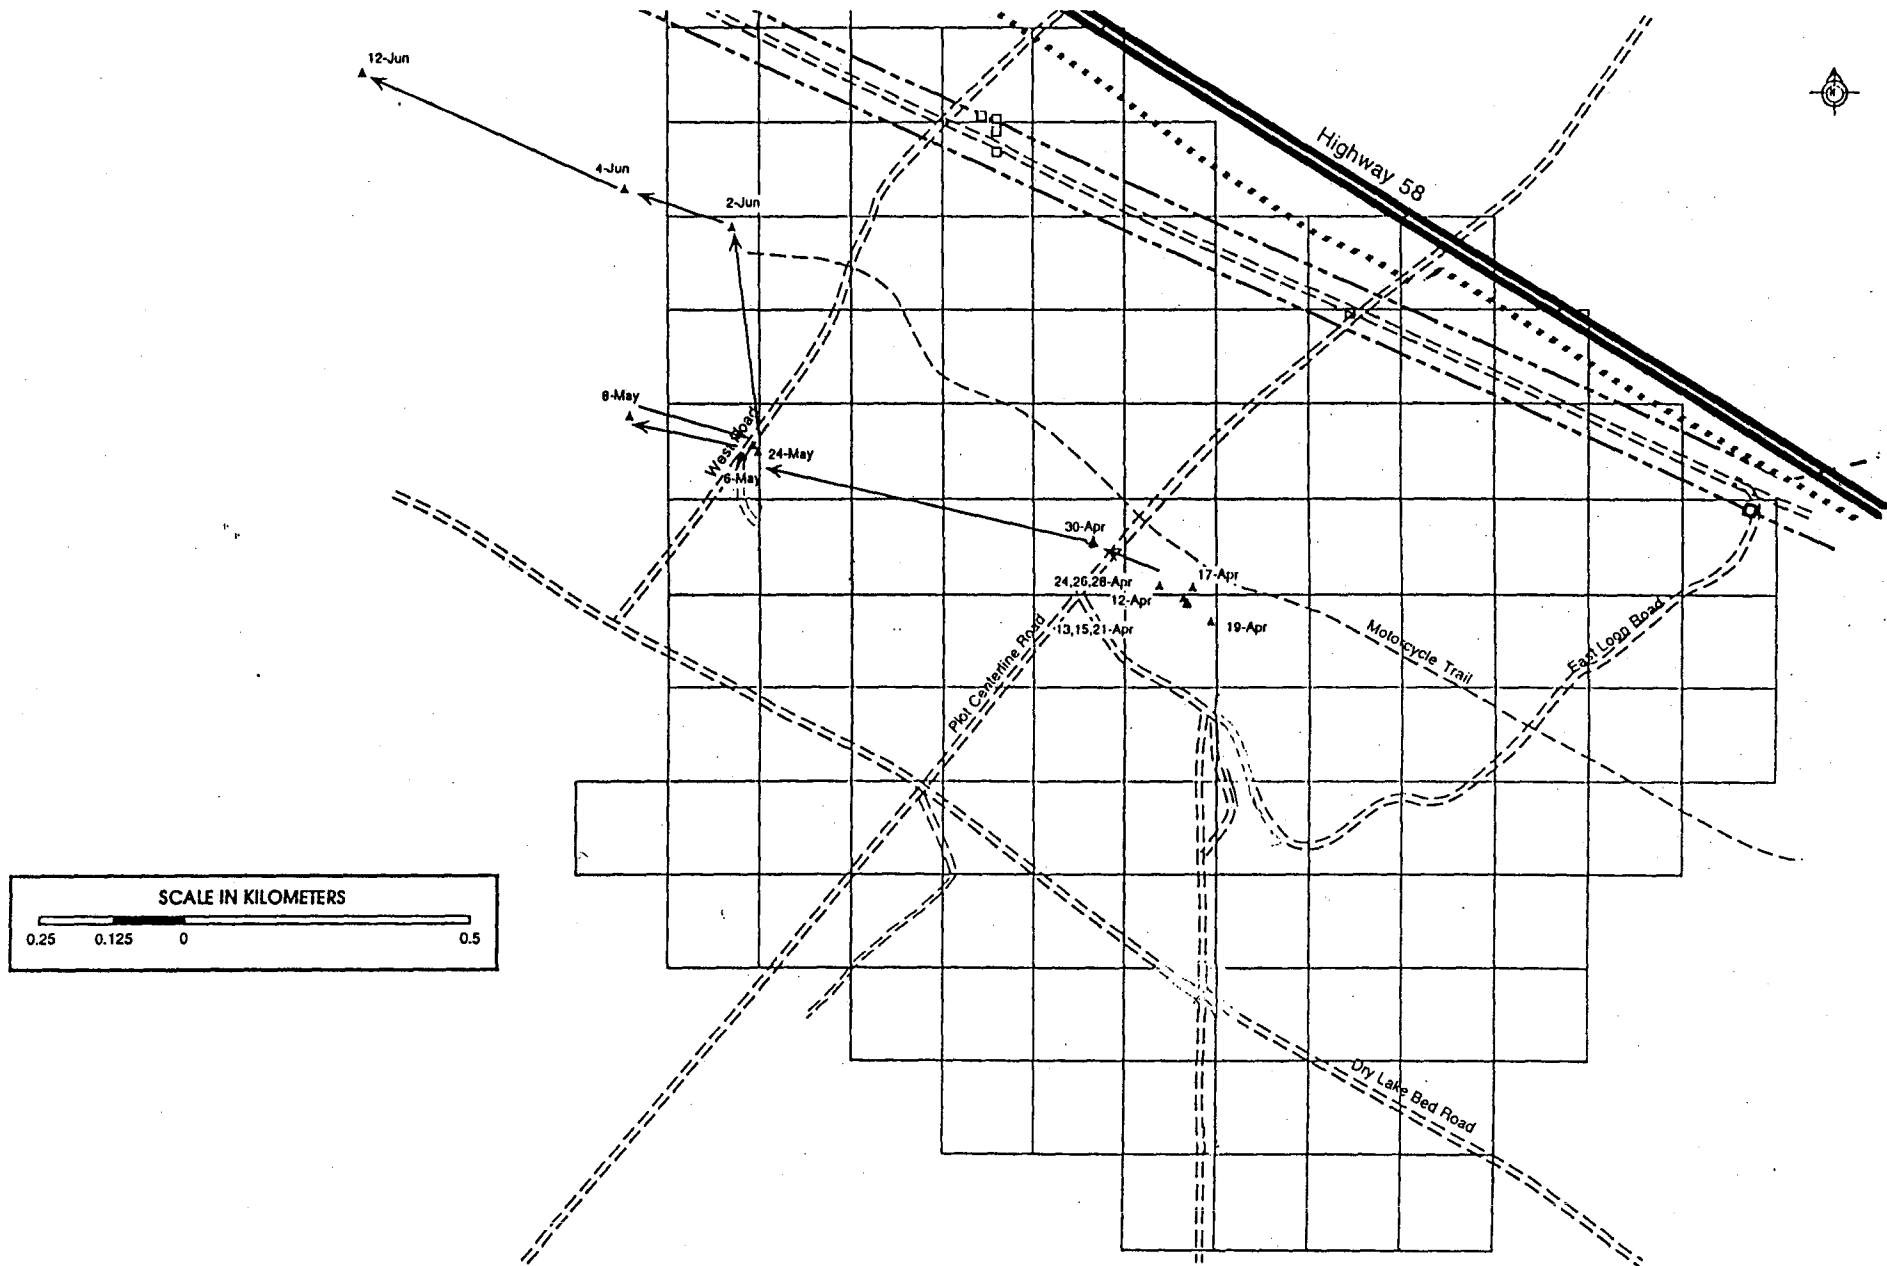 12-Jun
Highway 58
N
4-Jun
2-Jun
8-May
West Road
24-May
6-May
30-Apr
24,26,28-Apr
17-Apr
12-Apr
13,15,21-Apr
19-Apr
Plot Centerline Road
Motorcycle Trail
East Loop Road
SCALE IN KILOMETERS
0.25 0.125 0 0.5
Dry Lake Bed Road